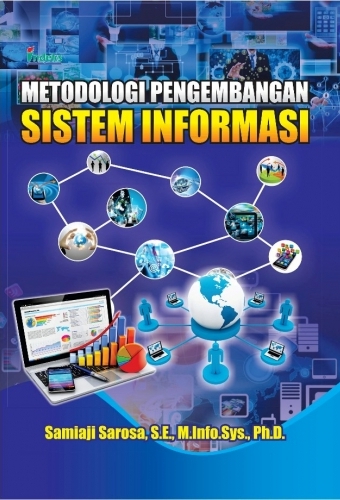 METODOLOGI PENGEMBANGAN
SISTEM INFORMASI
Samiaji Sarosa, S.E., M.Info.Sys., Ph.D.